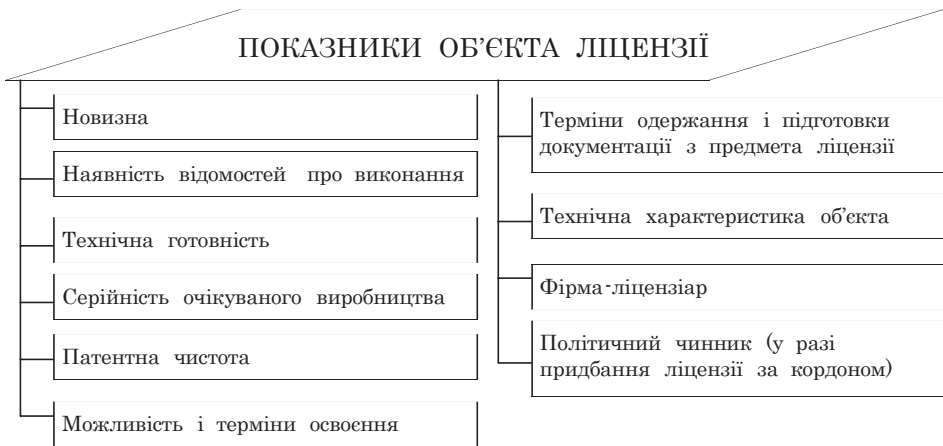 ПОКАЗНИКИ ОБ’ЄКТА ЛІЦЕНЗІЇ
Новизна
Наявність відомостей про виконання
Технічна готовність
Серійність очікуваного виробництва
Патентна чистота
Можливість і терміни освоєння
Терміни одержання і підготовки
документації з предмета ліцензії
Технічна характеристика об’єкта
Фірма-ліцензіар
Політичний чинник (у разі
придбання ліцензії за кордоном)